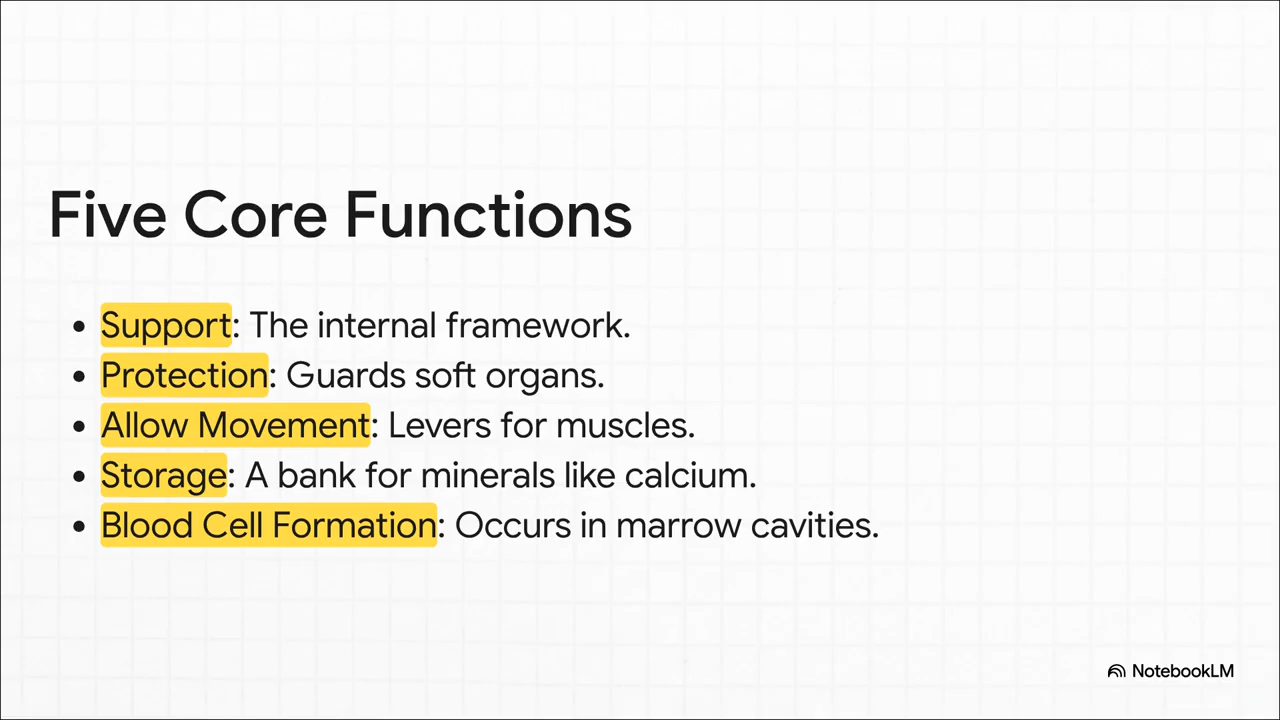 Five Core Functions
• Support: The internal framework.
• Protection: Guards soft organs.
• Allow Movement: Levers for muscles.
• Storage: A bank for minerals like calcium.
• Blood Cell Formation: Occurs in marrow cavities.
NotebookLM